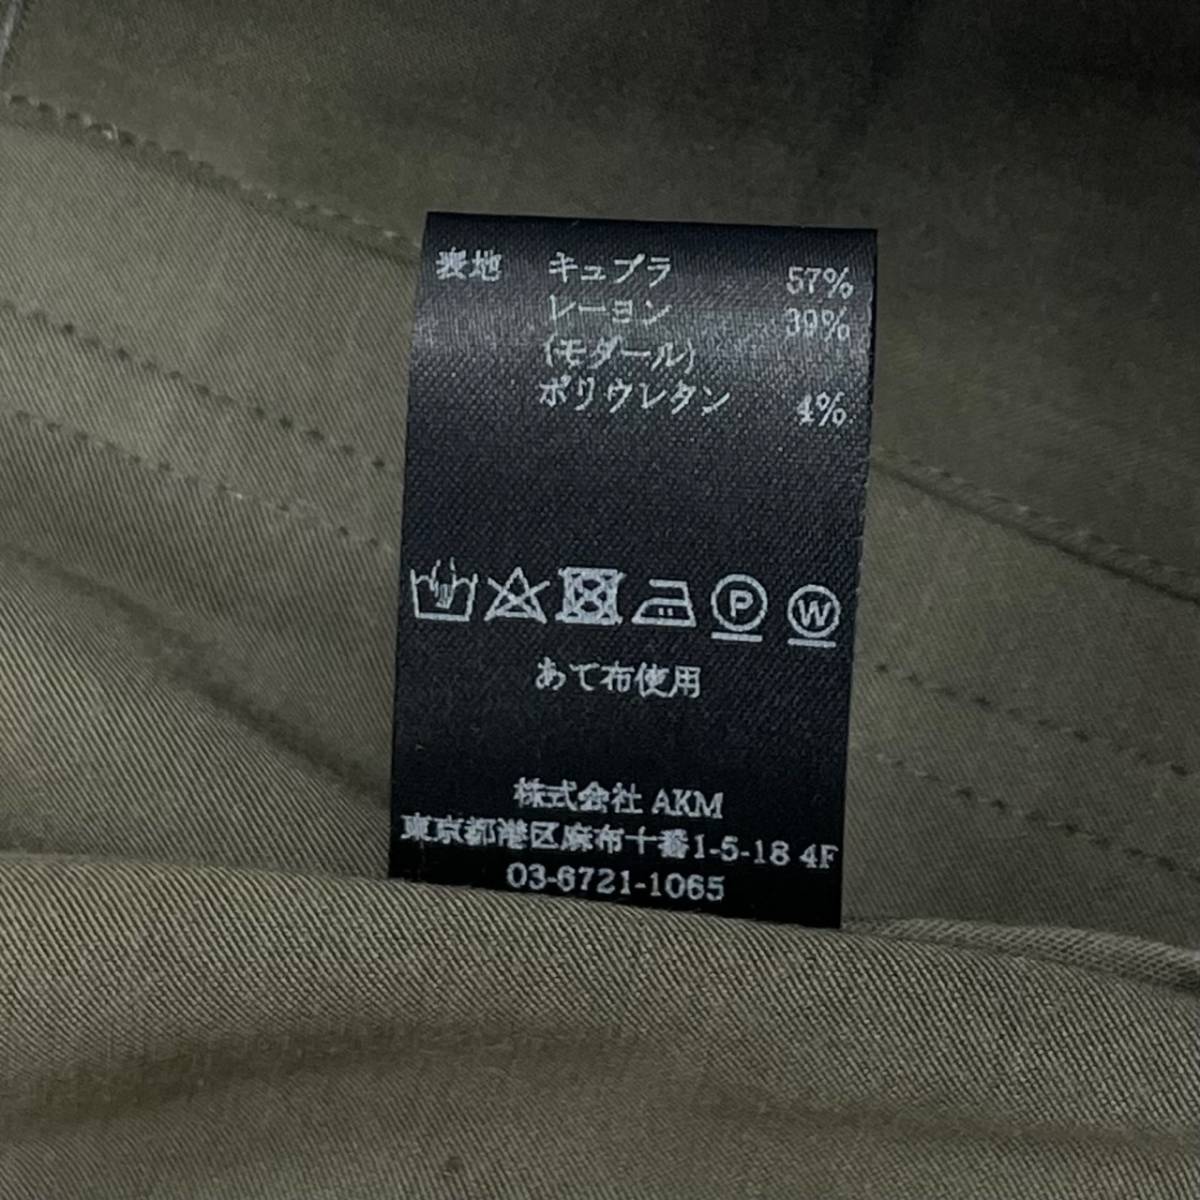 表地 キュプラ 57%
レーヨン 39%
(モダール)
ポリウレタン 4%
P W
あて布使用
株式会社 AKM
東京都港区麻布十番1-5-18 4F
03-6721-1065